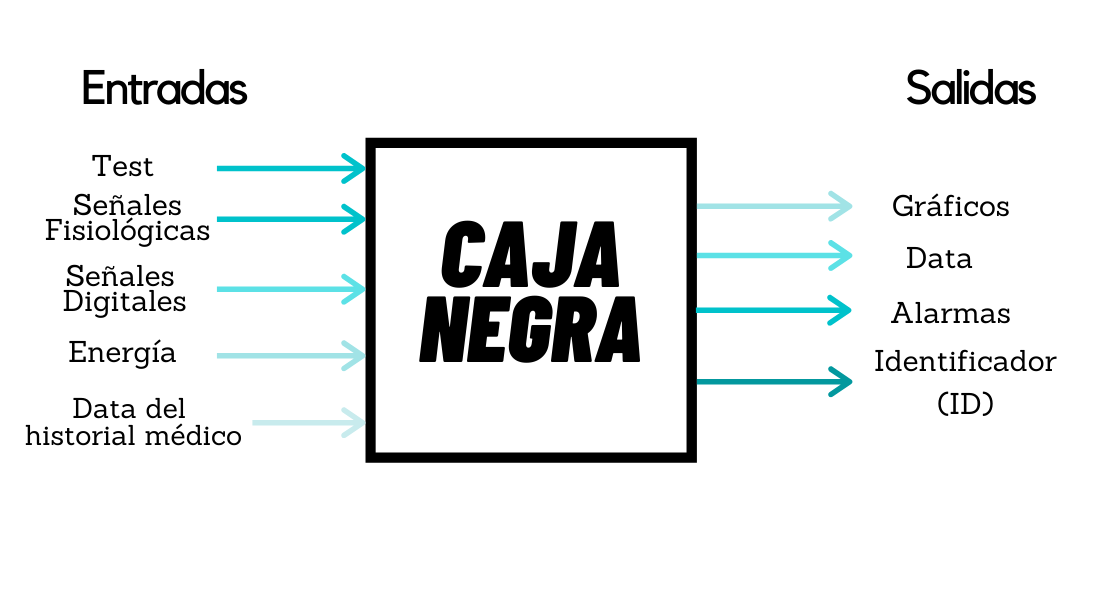 Entradas
Test
Señales
Fisiológicas
Señales
Digitales
Energía
Data del
historial médico
CAJA
NEGRA
Salidas
Gráficos
Data
Alarmas
Identificador
(ID)